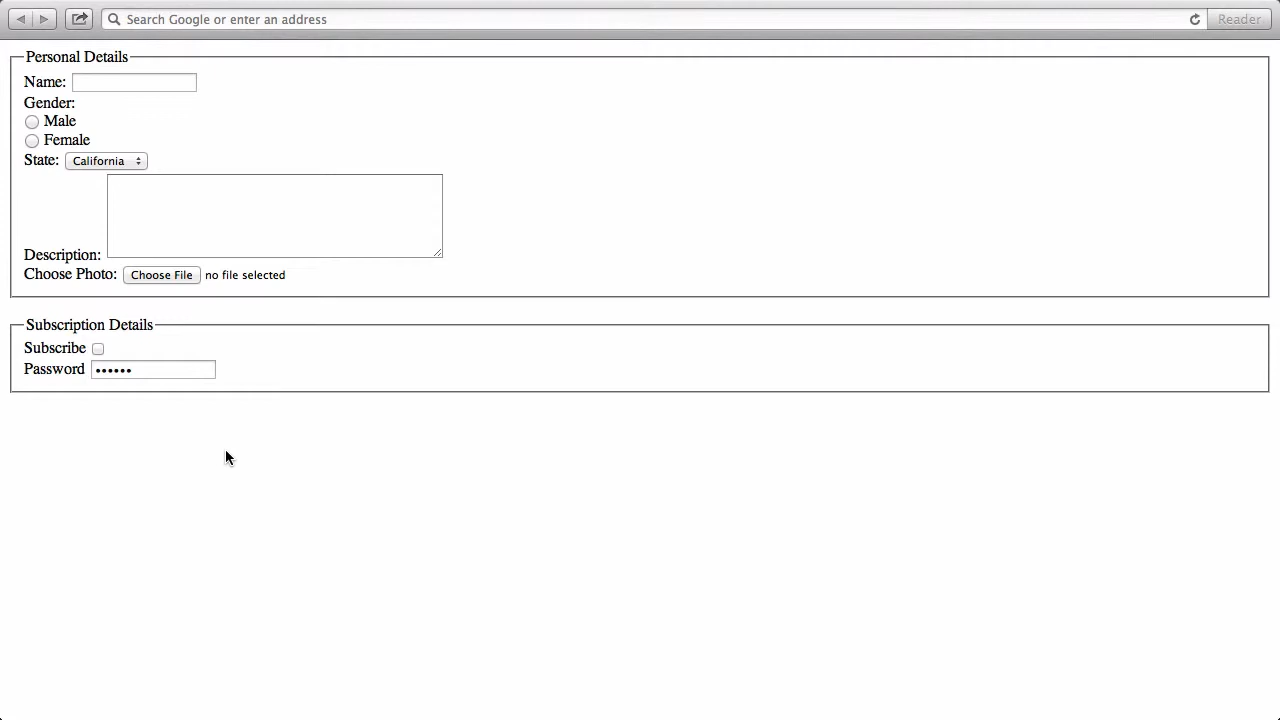 Search Google or enter an address
Reader
Personal Details
Name:
Gender:
Male
Female
State: California
Description:
Choose Photo: Choose File no file selected
Subscription Details
Subscribe
Password ••••••